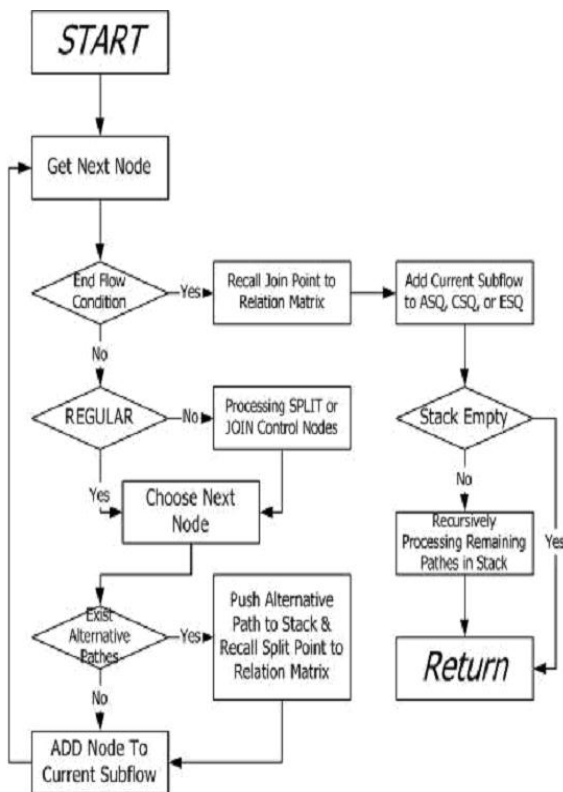 START
Get Next Node
End Flow
Condition
Yes
Recall Join Point to
Relation Matrix
Add Current Subflow
to ASQ, CSQ, or ESQ
No
REGULAR
No
Processing SPLIT or
JOIN Control Nodes
Stack Empty
Yes
Choose Next
Node
No
Recursively
Processing Remaining
Pathes in Stack
Yes
Exist
Alternative
Pathes
Yes
Push Alternative
Path to Stack &
Recall Split Point to
Relation Matrix
Return
No
ADD Node To
Current Subflow